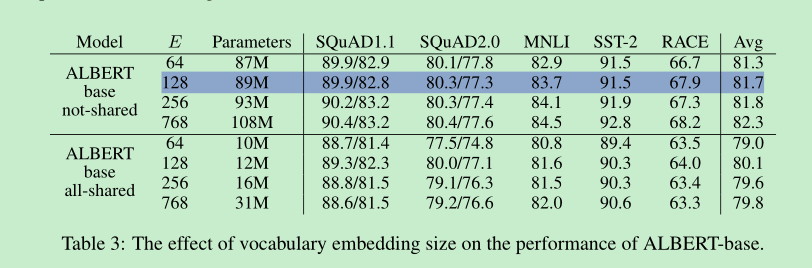 Model E Parameters SQuAD1.1 SQuAD2.0 MNLI SST-2 RACE Avg
ALBERT base not-shared
64 87M 89.9/82.9 80.1/77.8 82.9 91.5 66.7 81.3
128 89M 89.9/82.8 80.3/77.3 83.7 91.5 67.9 81.7
256 93M 90.2/83.2 80.3/77.4 84.1 91.9 67.3 81.8
768 108M 90.4/83.2 80.4/77.6 84.5 92.8 68.2 82.3
ALBERT base all-shared
64 10M 88.7/81.4 77.5/74.8 80.8 89.4 63.5 79.0
128 12M 89.3/82.3 80.0/77.1 81.6 90.3 64.0 80.1
256 16M 88.8/81.5 79.1/76.3 81.5 90.3 63.4 79.6
768 31M 88.6/81.5 79.2/76.6 82.0 90.6 63.3 79.8
Table 3: The effect of vocabulary embedding size on the performance of ALBERT-base.